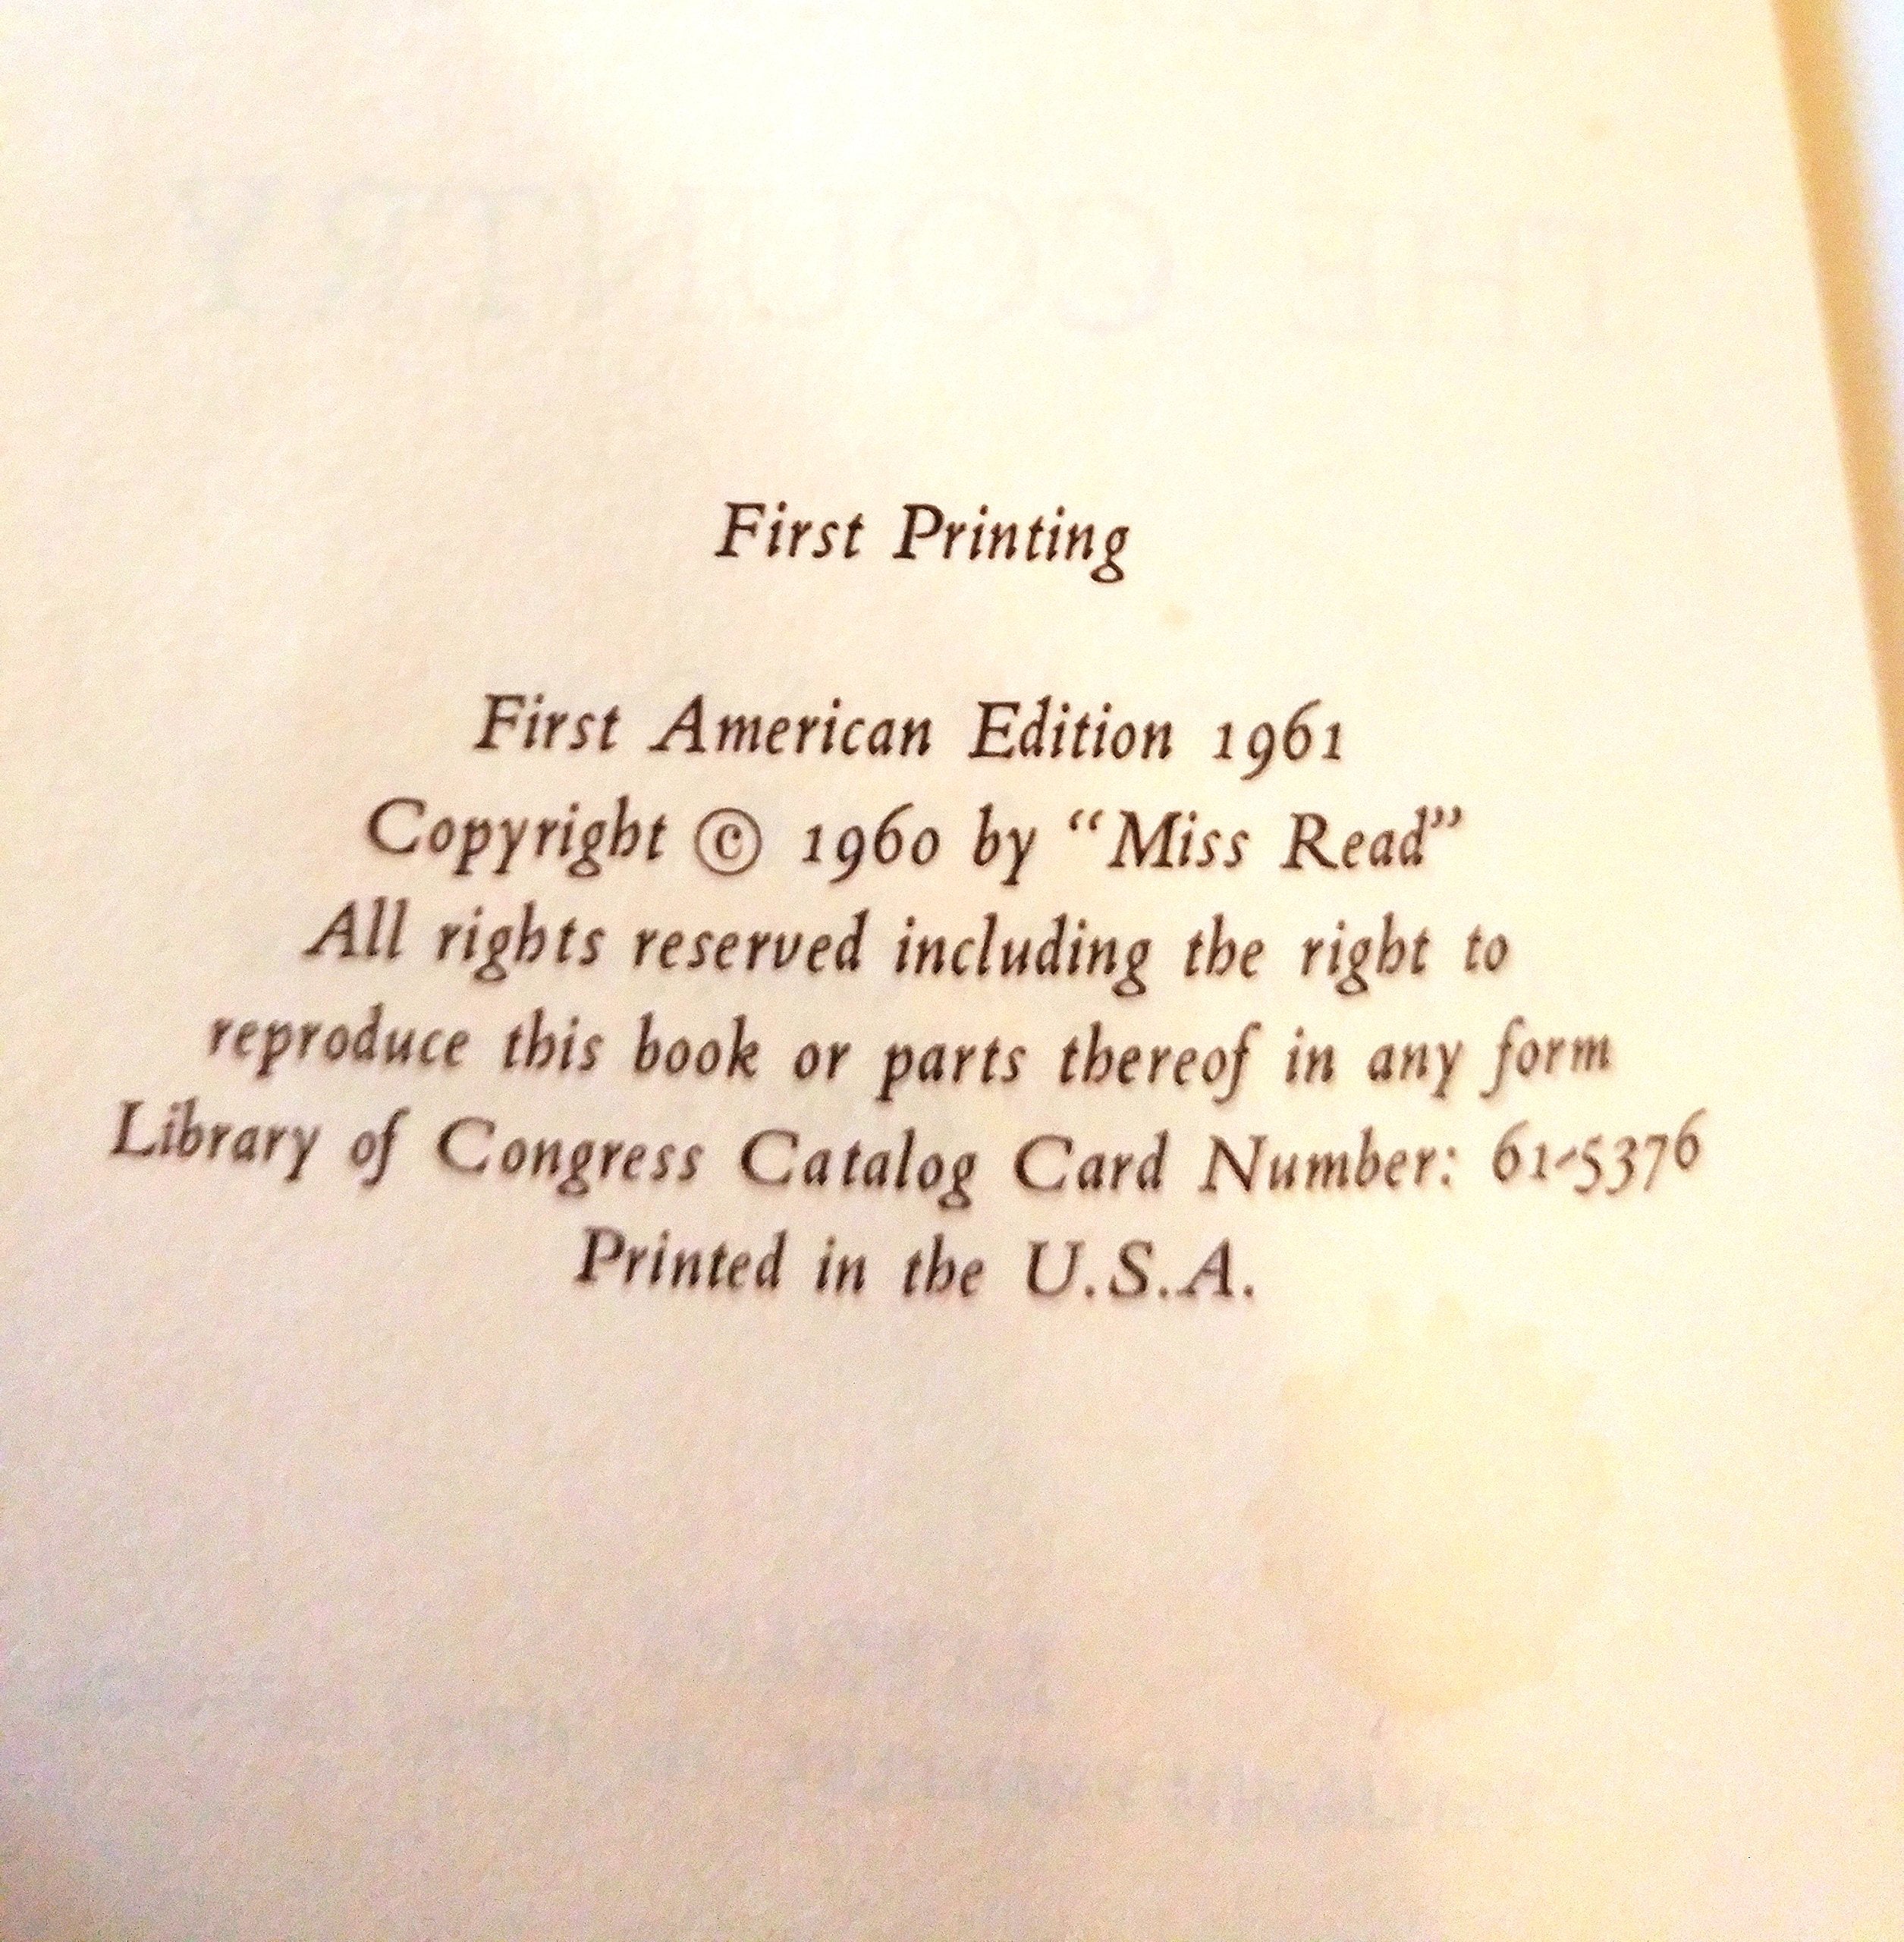 First Printing
First American Edition 1961
Copyright © 1960 by “Miss Read”
All rights reserved including the right to
reproduce this book or parts thereof in any form
Library of Congress Catalog Card Number: 61-5376
Printed in the U.S.A.